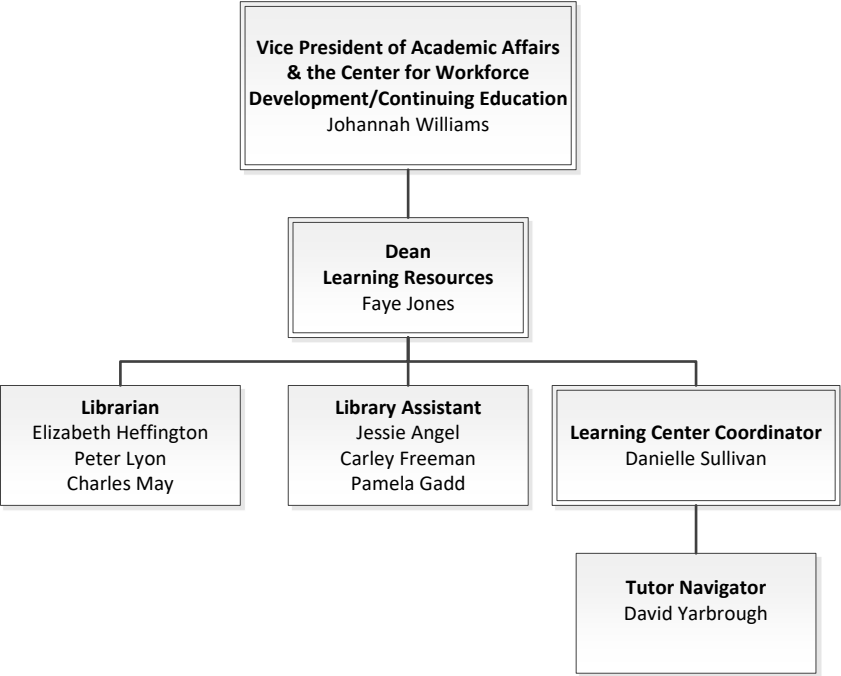 Vice President of Academic Affairs
& the Center for Workforce
Development/Continuing Education
Johannah Williams
Dean
Learning Resources
Faye Jones
Librarian
Elizabeth Heffington
Peter Lyon
Charles May
Library Assistant
Jessie Angel
Carley Freeman
Pamela Gadd
Learning Center Coordinator
Danielle Sullivan
Tutor Navigator
David Yarbrough